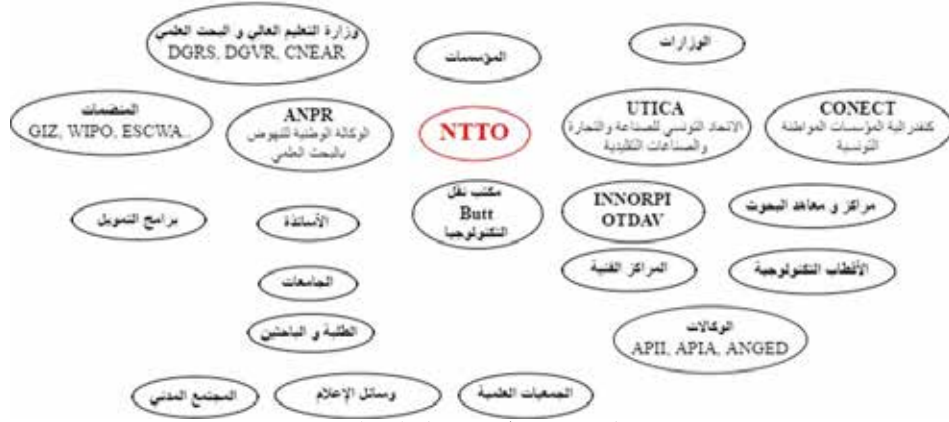 وزارة التعليم العالي و البحث العلمي
DGRS, DGVR, CNEAR
المؤسسات
الوزارات
المنضمات
GIZ, WIPO, ESCWA..
ANPR
الوكالة الوطنية للنهوض
بالبحث العلمي
NTTO
UTICA
الاتحاد التونسي للصناعة والتجارة
والصناعات التقليدية
CONECT
كنفدرالية المؤسسات المواطنة
التونسية
برامج التمويل
الأساتذة
مكتب نقل
Butt
التكنولوجيا
INNORPI
OTDAV
مراكز و معاهد البحوث
الجامعات
المراكز الفنية
الأقطاب التكنولوجية
الطلبة و الباحثين
الوكالات
APII, APIA, ANGED
المجتمع المدني
وسائل الإعلام
الجمعيات العلمية